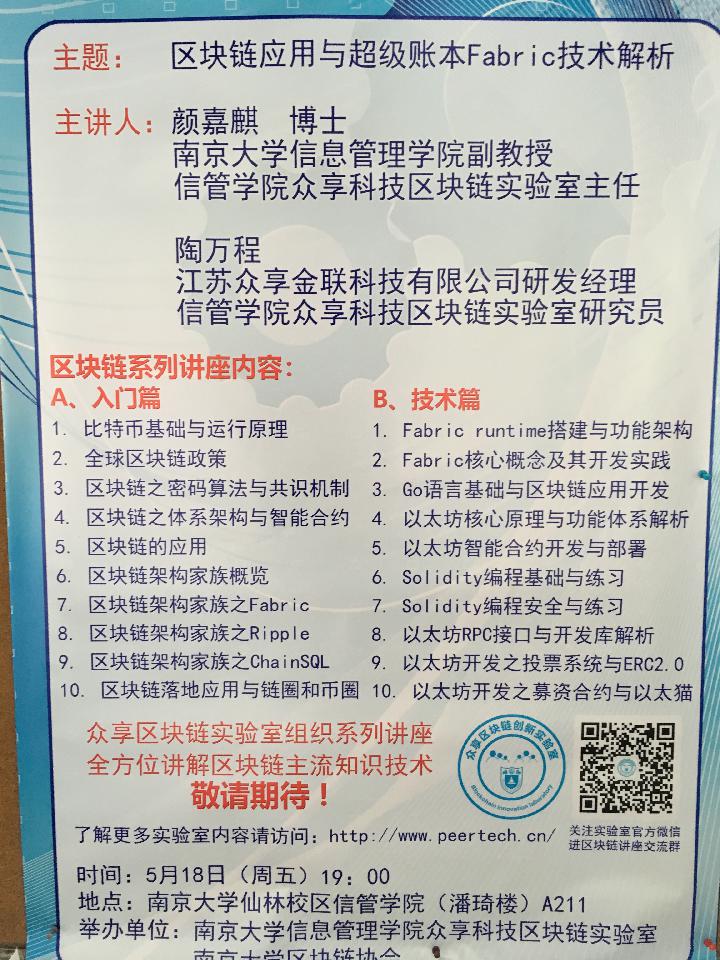 主题： 区块链应用与超级账本Fabric技术解析
主讲人：颜嘉麒 博士
南京大学信息管理学院副教授
信管学院众享科技区块链实验室主任
陶万程
江苏众享金联科技有限公司研发经理
信管学院众享科技区块链实验室研究员
区块链系列讲座内容：
A、入门篇
1. 比特币基础与运行原理
2. 全球区块链政策
3. 区块链之密码算法与共识机制
4. 区块链之体系架构与智能合约
5. 区块链的应用
6. 区块链架构家族概览
7. 区块链架构家族之Fabric
8. 区块链架构家族之Ripple
9. 区块链架构家族之ChainSQL
10. 区块链落地应用与链圈和币圈
B、技术篇
1. Fabric runtime搭建与功能架构
2. Fabric核心概念及其开发实践
3. Go语言基础与区块链应用开发
4. 以太坊核心原理与功能体系解析
5. 以太坊智能合约开发与部署
6. Solidity编程基础与练习
7. Solidity编程安全与练习
8. 以太坊RPC接口与开发库解析
9. 以太坊开发之投票系统与ERC2.0
10. 以太坊开发之募资合约与以太猫
众享区块链实验室组织系列讲座
全方位讲解区块链主流知识技术
敬请期待！
众享区块链创新实验室
Blockchain Innovation laboratory
关注实验室官方微信
进区块链讲座交流群
了解更多实验室内容请访问：http://www.peertech.cn/
时间：5月18日（周五）19：00
地点：南京大学仙林校区信管学院（潘琦楼）A211
举办单位：南京大学信息管理学院众享科技区块链实验室
南京大学区块链协会